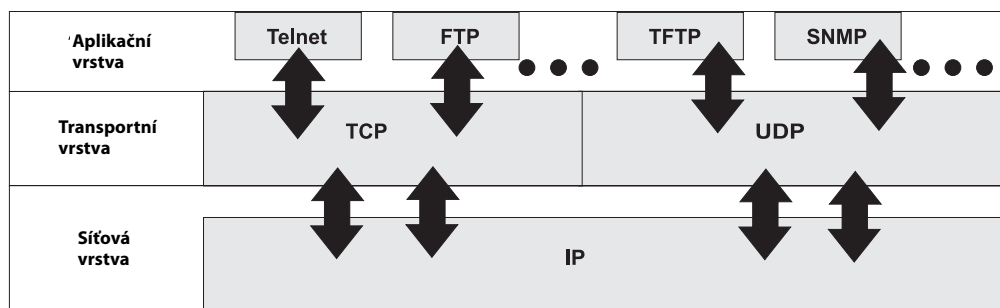 Aplikační
vrstva
Telnet
FTP
TFTP
SNMP
Transportní
vrstva
TCP
UDP
Síťová
vrstva
IP